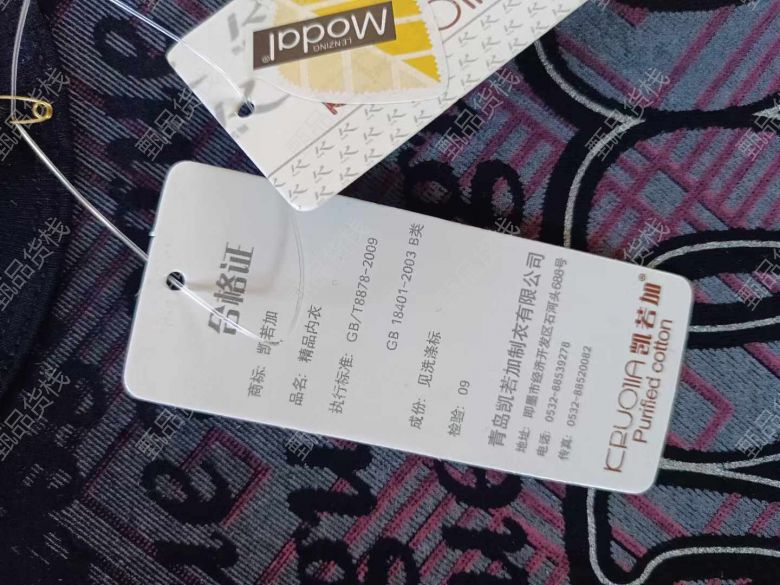 LENZING
Modal®
合格证
商标: 凯若加
品名: 精品内衣
执行标准: GB/T8878-2009
GB 18401-2003 B类
成份: 见洗涤标
检验: 09
青岛凯若加制衣有限公司
地址: 即墨市经济开发区石河头688号
电话: 0532-88539278
传真: 0532-88520082
KRUOJIA 凯若加®
Purified cotton
甄品货栈